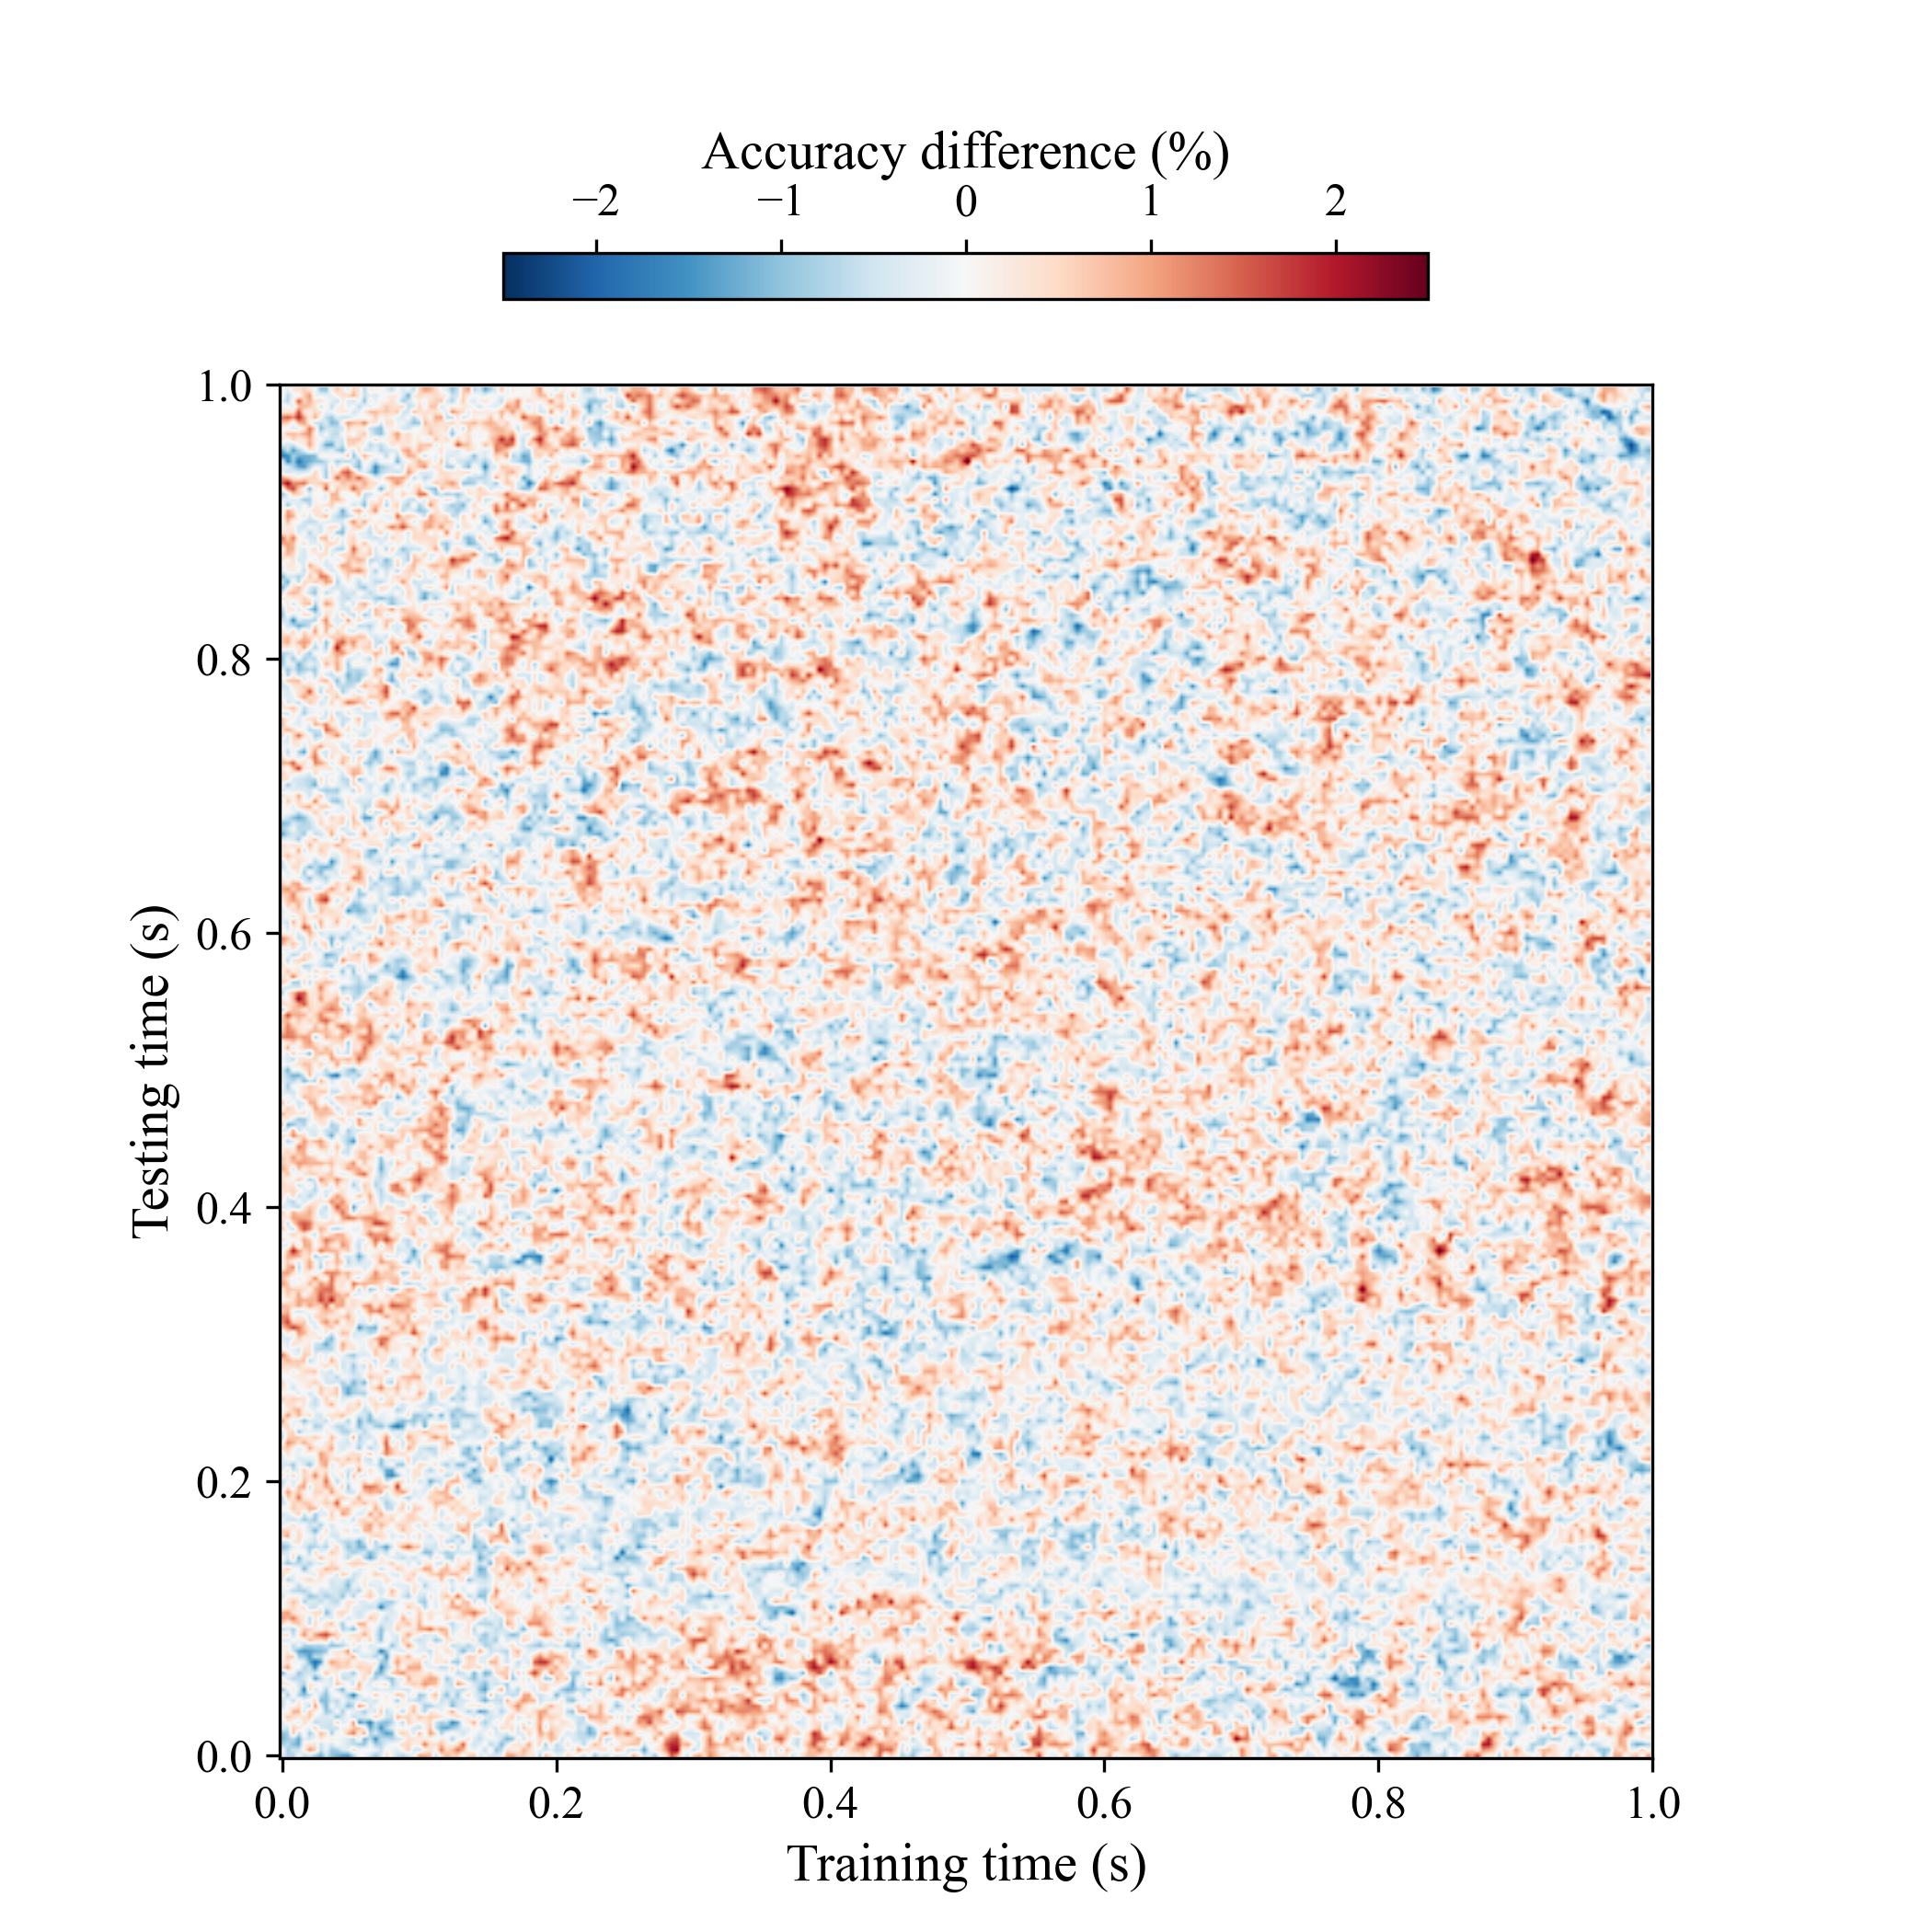 Accuracy difference (%)
−2 −1 0 1 2
1.0
0.8
0.6
0.4
0.2
0.0
Testing time (s)
0.0 0.2 0.4 0.6 0.8 1.0
Training time (s)